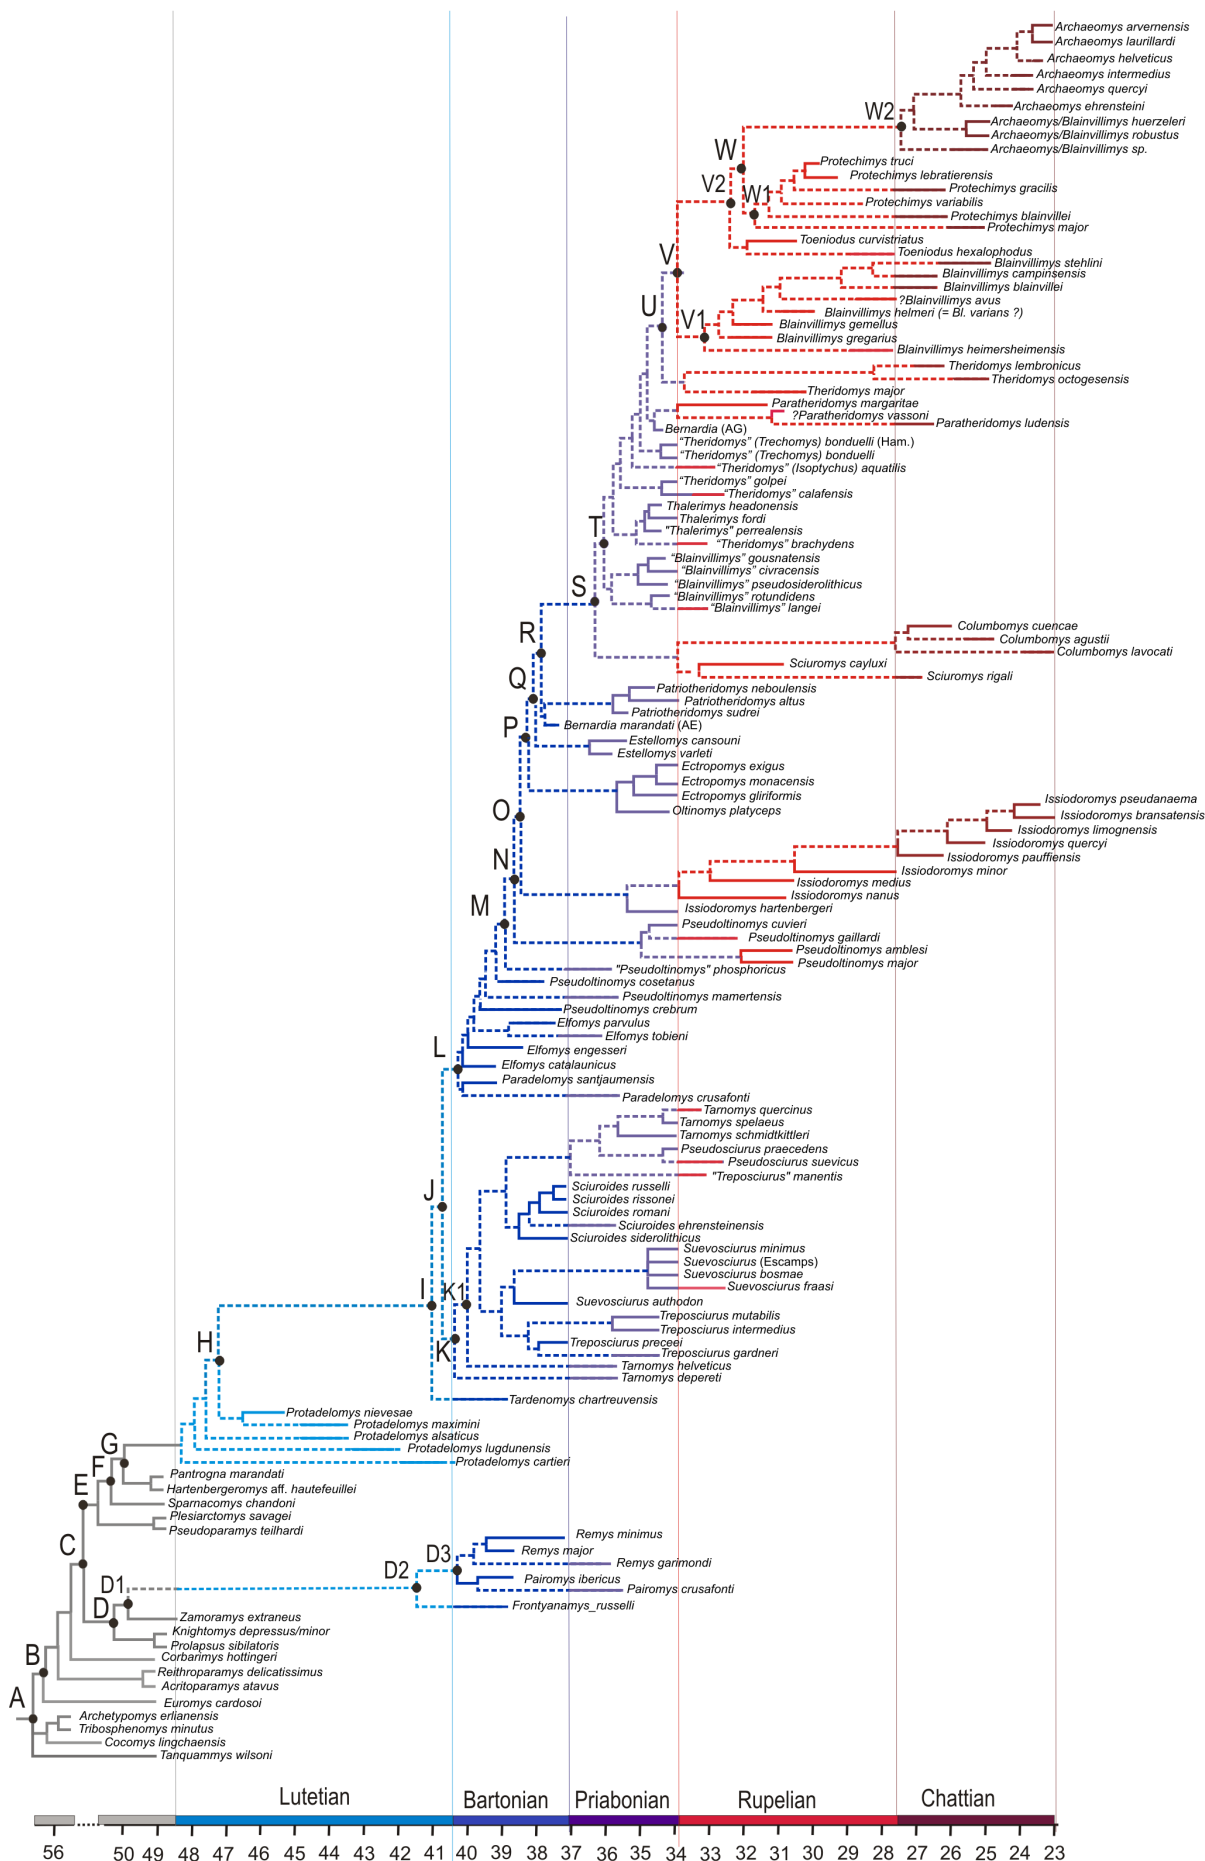 Archaeomys arvernensis
Archaeomys laurillardi
Archaeomys helveticus
Archaeomys intermedius
Archaeomys quercyi
Archaeomys ehrensteini
W2
Archaeomys/Blainvillimys huerzeleri
Archaeomys/Blainvillimys robustus
Archaeomys/Blainvillimys sp.
W
Protechimys truci
Protechimys lebratierensis
V2
W1
Protechimys gracilis
Protechimys variabilis
Protechimys blainvillei
Protechimys major
Toeniodus curvistriatus
Toeniodus hexalophodus
V
Blainvillimys stehlini
Blainvillimys campinsensis
Blainvillimys blainvillei
?Blainvillimys avus
U
Blainvillimys helmeri (= Bl. varians ?)
V1
Blainvillimys gemellus
Blainvillimys gregarius
Blainvillimys heimersheimensis
Theridomys lembronicus
Theridomys octogesensis
Theridomys major
Paratheridomys margaritae
?Paratheridomys vassoni
Paratheridomys ludensis
Bernardia (AG)
“Theridomys” (Trechomys) bonduelli (Ham.)
“Theridomys” (Trechomys) bonduelli
“Theridomys” (Isoptychus) aquatilis
“Theridomys” golpei
“Theridomys” calafensis
Thalerimys headonensis
Thalerimys fordi
T
"Thalerimys" perrealensis
“Theridomys” brachydens
“Blainvillimys” gousnatensis
“Blainvillimys” civracensis
S
“Blainvillimys” pseudosiderolithicus
“Blainvillimys” rotundidens
“Blainvillimys” langei
R
Columbomys cuencae
Columbomys agustii
Columbomys lavocati
Sciuromys cayluxi
Sciuromys rigali
Q
Patriotheridomys neboulensis
Patriotheridomys altus
Patriotheridomys sudrei
P
Bernardia marandati (AE)
Estellomys cansouni
Estellomys varleti
Ectropomys exigus
Ectropomys monacensis
Ectropomys gliriformis
O
Oltinomys platyceps
Issiodoromys pseudanaema
Issiodoromys bransatensis
Issiodoromys limognensis
Issiodoromys quercyi
Issiodoromys pauffiensis
N
Issiodoromys minor
Issiodoromys medius
Issiodoromys nanus
M
Issiodoromys hartenbergeri
Pseudoltinomys cuvieri
Pseudoltinomys gaillardi
Pseudoltinomys amblesi
Pseudoltinomys major
"Pseudoltinomys" phosphoricus
Pseudoltinomys cosetanus
Pseudoltinomys mamertensis
Pseudoltinomys crebrum
Elfomys parvulus
Elfomys tobieni
L
Elfomys engesseri
Elfomys catalaunicus
Paradelomys santjaumensis
Paradelomys crusafonti
Tarnomys quercinus
Tarnomys spelaeus
Tarnomys schmidtkittleri
Pseudosciurus praecedens
Pseudosciurus suevicus
"Treposciurus" manentis
J
Sciuroides russelli
Sciuroides rissonei
Sciuroides romani
Sciuroides ehrensteinensis
Sciuroides siderolithicus
Suevosciurus minimus
Suevosciurus (Escamps)
Suevosciurus bosmae
Suevosciurus fraasi
I
K1
Suevosciurus authodon
Treposciurus mutabilis
Treposciurus intermedius
H
K
Treposciurus preecei
Treposciurus gardneri
Tarnomys helveticus
Tarnomys depereti
Tardenomys chartreuvensis
Protadelomys nievesae
Protadelomys maximini
Protadelomys alsaticus
G
Protadelomys lugdunensis
Protadelomys cartieri
F
Pantrogna marandati
E
Hartenbergeromys aff. hautefeuillei
Sparnacomys chandoni
Plesiarctomys savagei
Pseudoparamys teilhardi
C
Remys minimus
Remys major
D3
Remys garimondi
D2
Pairomys ibericus
D1
Pairomys crusafonti
D
Frontyanamys_russelli
Zamoramys extraneus
Knightomys depressus/minor
Prolapsus sibilatoris
B
Corbarimys hottingeri
Reithroparamys delicatissimus
Acritoparamys atavus
A
Euromys cardosoi
Archetypomys erlianensis
Tribosphenomys minutus
Cocomys lingchaensis
Tanquammys wilsoni
Lutetian Bartonian Priabonian Rupelian Chattian
56 50 49 48 47 46 45 44 43 42 41 40 39 38 37 36 35 34 33 32 31 30 29 28 27 26 25 24 23